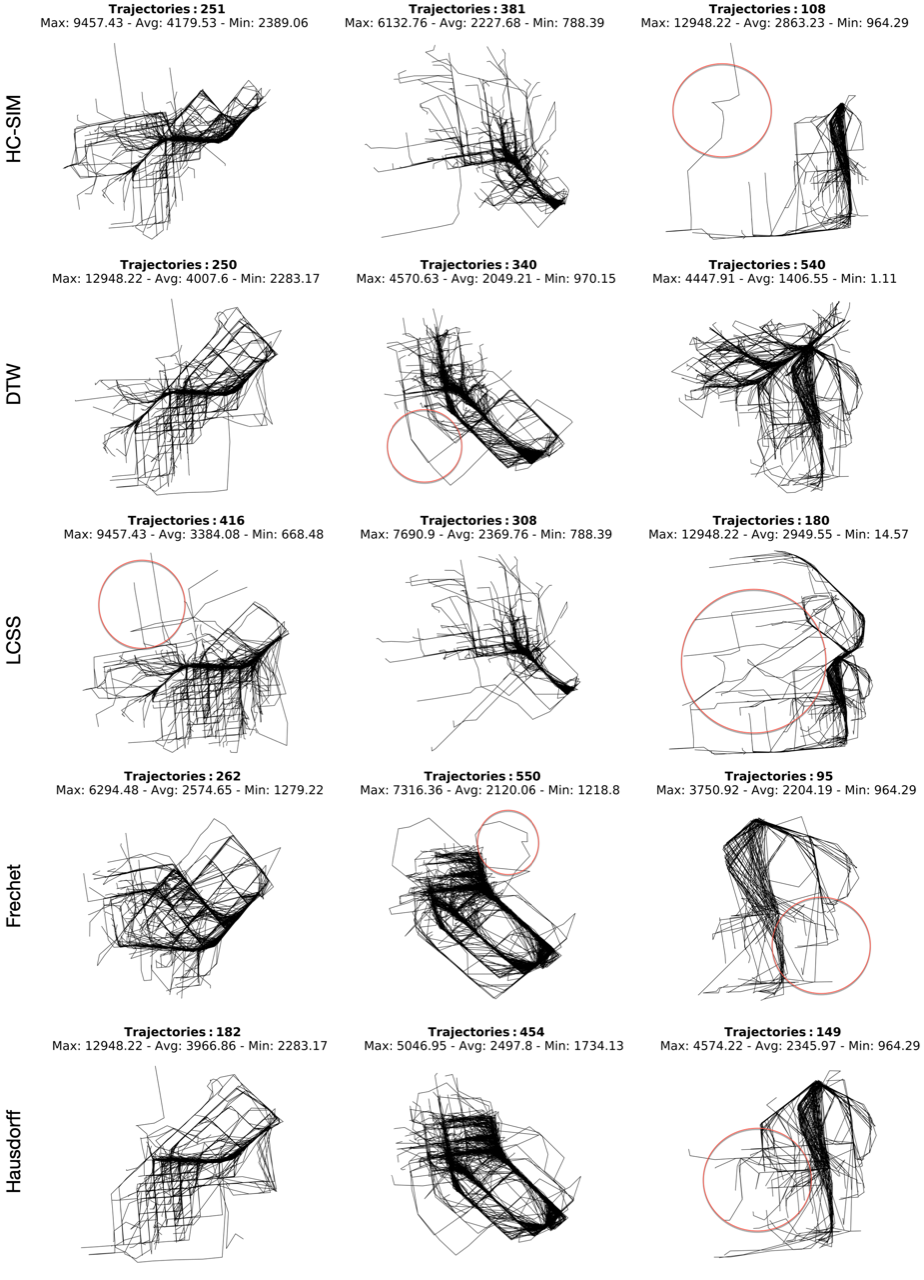 Trajectories: 251
Max: 9457.43 - Avg: 4179.53 - Min: 2389.06
Trajectories: 381
Max: 6132.76 - Avg: 2227.68 - Min: 788.39
Trajectories: 108
Max: 12948.22 - Avg: 2863.23 - Min: 964.29
HC-SIM
Trajectories: 250
Max: 12948.22 - Avg: 4007.6 - Min: 2283.17
Trajectories: 340
Max: 4570.63 - Avg: 2049.21 - Min: 970.15
Trajectories: 540
Max: 4447.91 - Avg: 1406.55 - Min: 1.11
DTW
Trajectories: 416
Max: 9457.43 - Avg: 3384.08 - Min: 668.48
Trajectories: 308
Max: 7690.9 - Avg: 2369.76 - Min: 788.39
Trajectories: 180
Max: 12948.22 - Avg: 2949.55 - Min: 14.57
LCSS
Trajectories: 262
Max: 6294.48 - Avg: 2574.65 - Min: 1279.22
Trajectories: 550
Max: 7316.36 - Avg: 2120.06 - Min: 1218.8
Trajectories: 95
Max: 3750.92 - Avg: 2204.19 - Min: 964.29
Frechet
Trajectories: 182
Max: 12948.22 - Avg: 3966.86 - Min: 2283.17
Trajectories: 454
Max: 5046.95 - Avg: 2497.8 - Min: 1734.13
Trajectories: 149
Max: 4574.22 - Avg: 2345.97 - Min: 964.29
Hausdorff